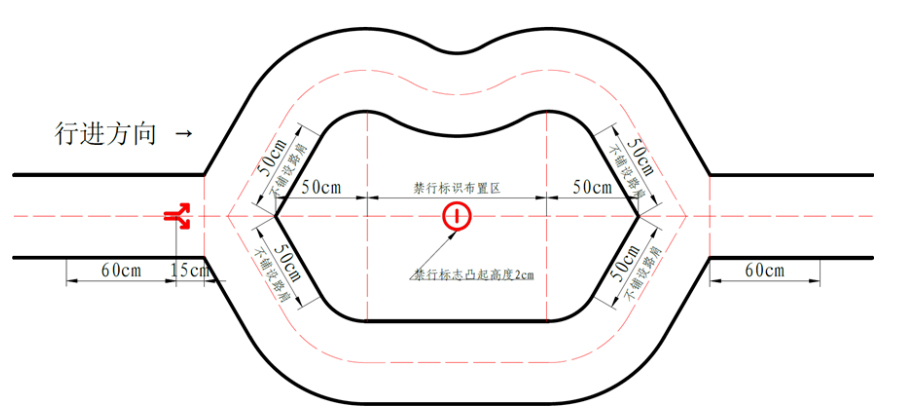 行进方向 →
50cm
不铺设路肩
50cm
不铺设路肩
50cm
禁行标识布置区
50cm
50cm
不铺设路肩
50cm
不铺设路肩
禁行标志凸起高度2cm
60cm
15cm
60cm